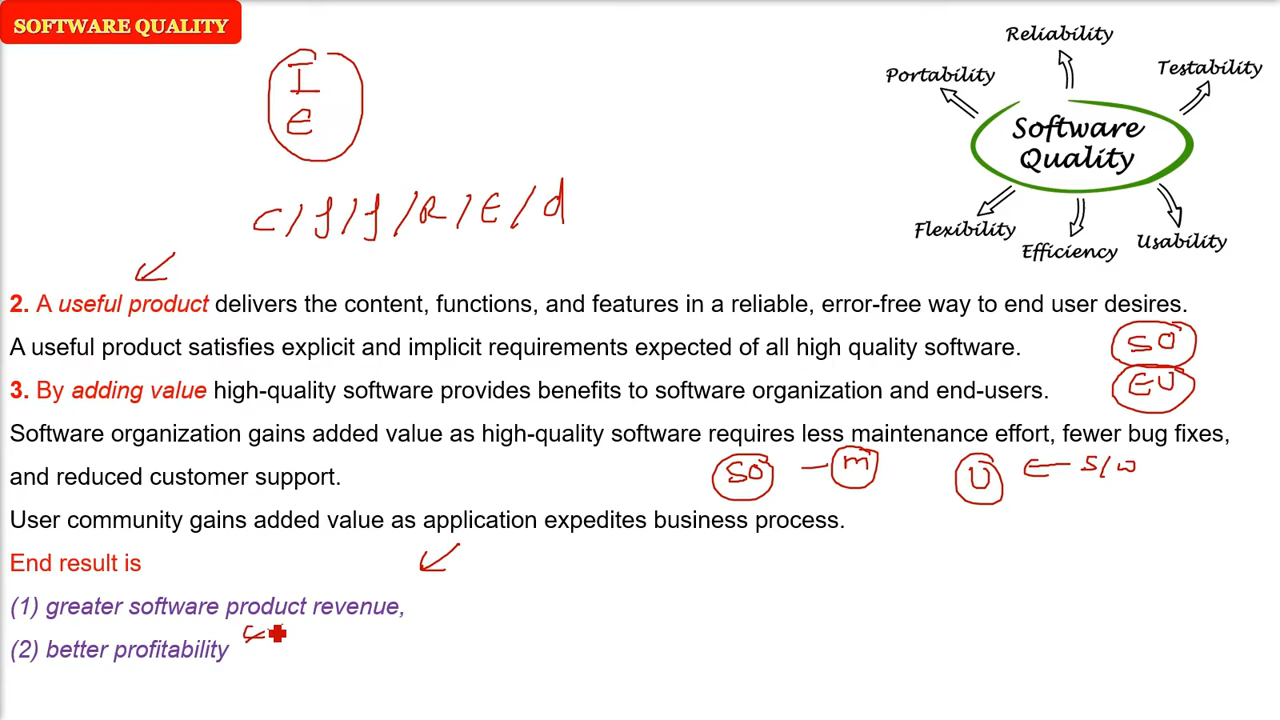 SOFTWARE QUALITY
Reliability
Portability
Testability
Software
Quality
Flexibility
Efficiency
Usability
I
e
C / f / f / R / E / d
2. A useful product delivers the content, functions, and features in a reliable, error-free way to end user desires.
A useful product satisfies explicit and implicit requirements expected of all high quality software.
SO
3. By adding value high-quality software provides benefits to software organization and end-users.
EU
Software organization gains added value as high-quality software requires less maintenance effort, fewer bug fixes,
and reduced customer support.
SO - m U ← S/W
User community gains added value as application expedites business process.
End result is
(1) greater software product revenue,
(2) better profitability